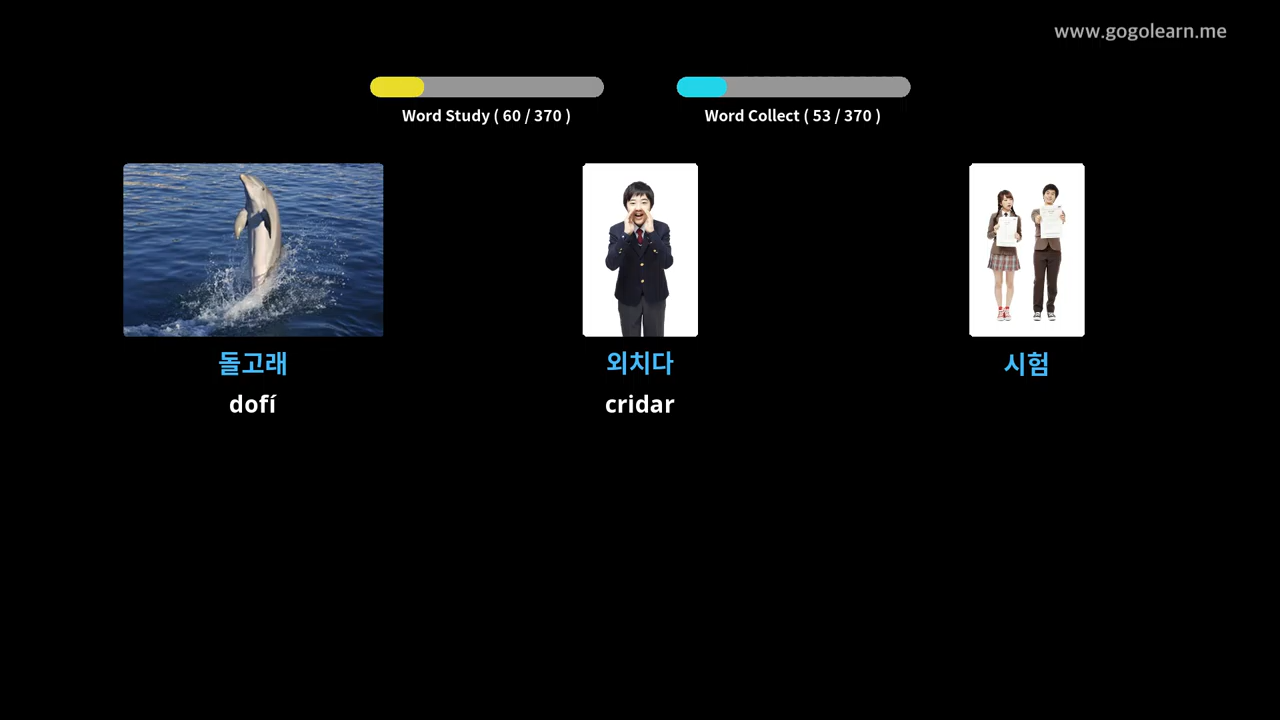 www.gogolearn.me
Word Study ( 60 / 370 )
Word Collect ( 53 / 370 )
돌고래
외치다
시험
dofí
cridar